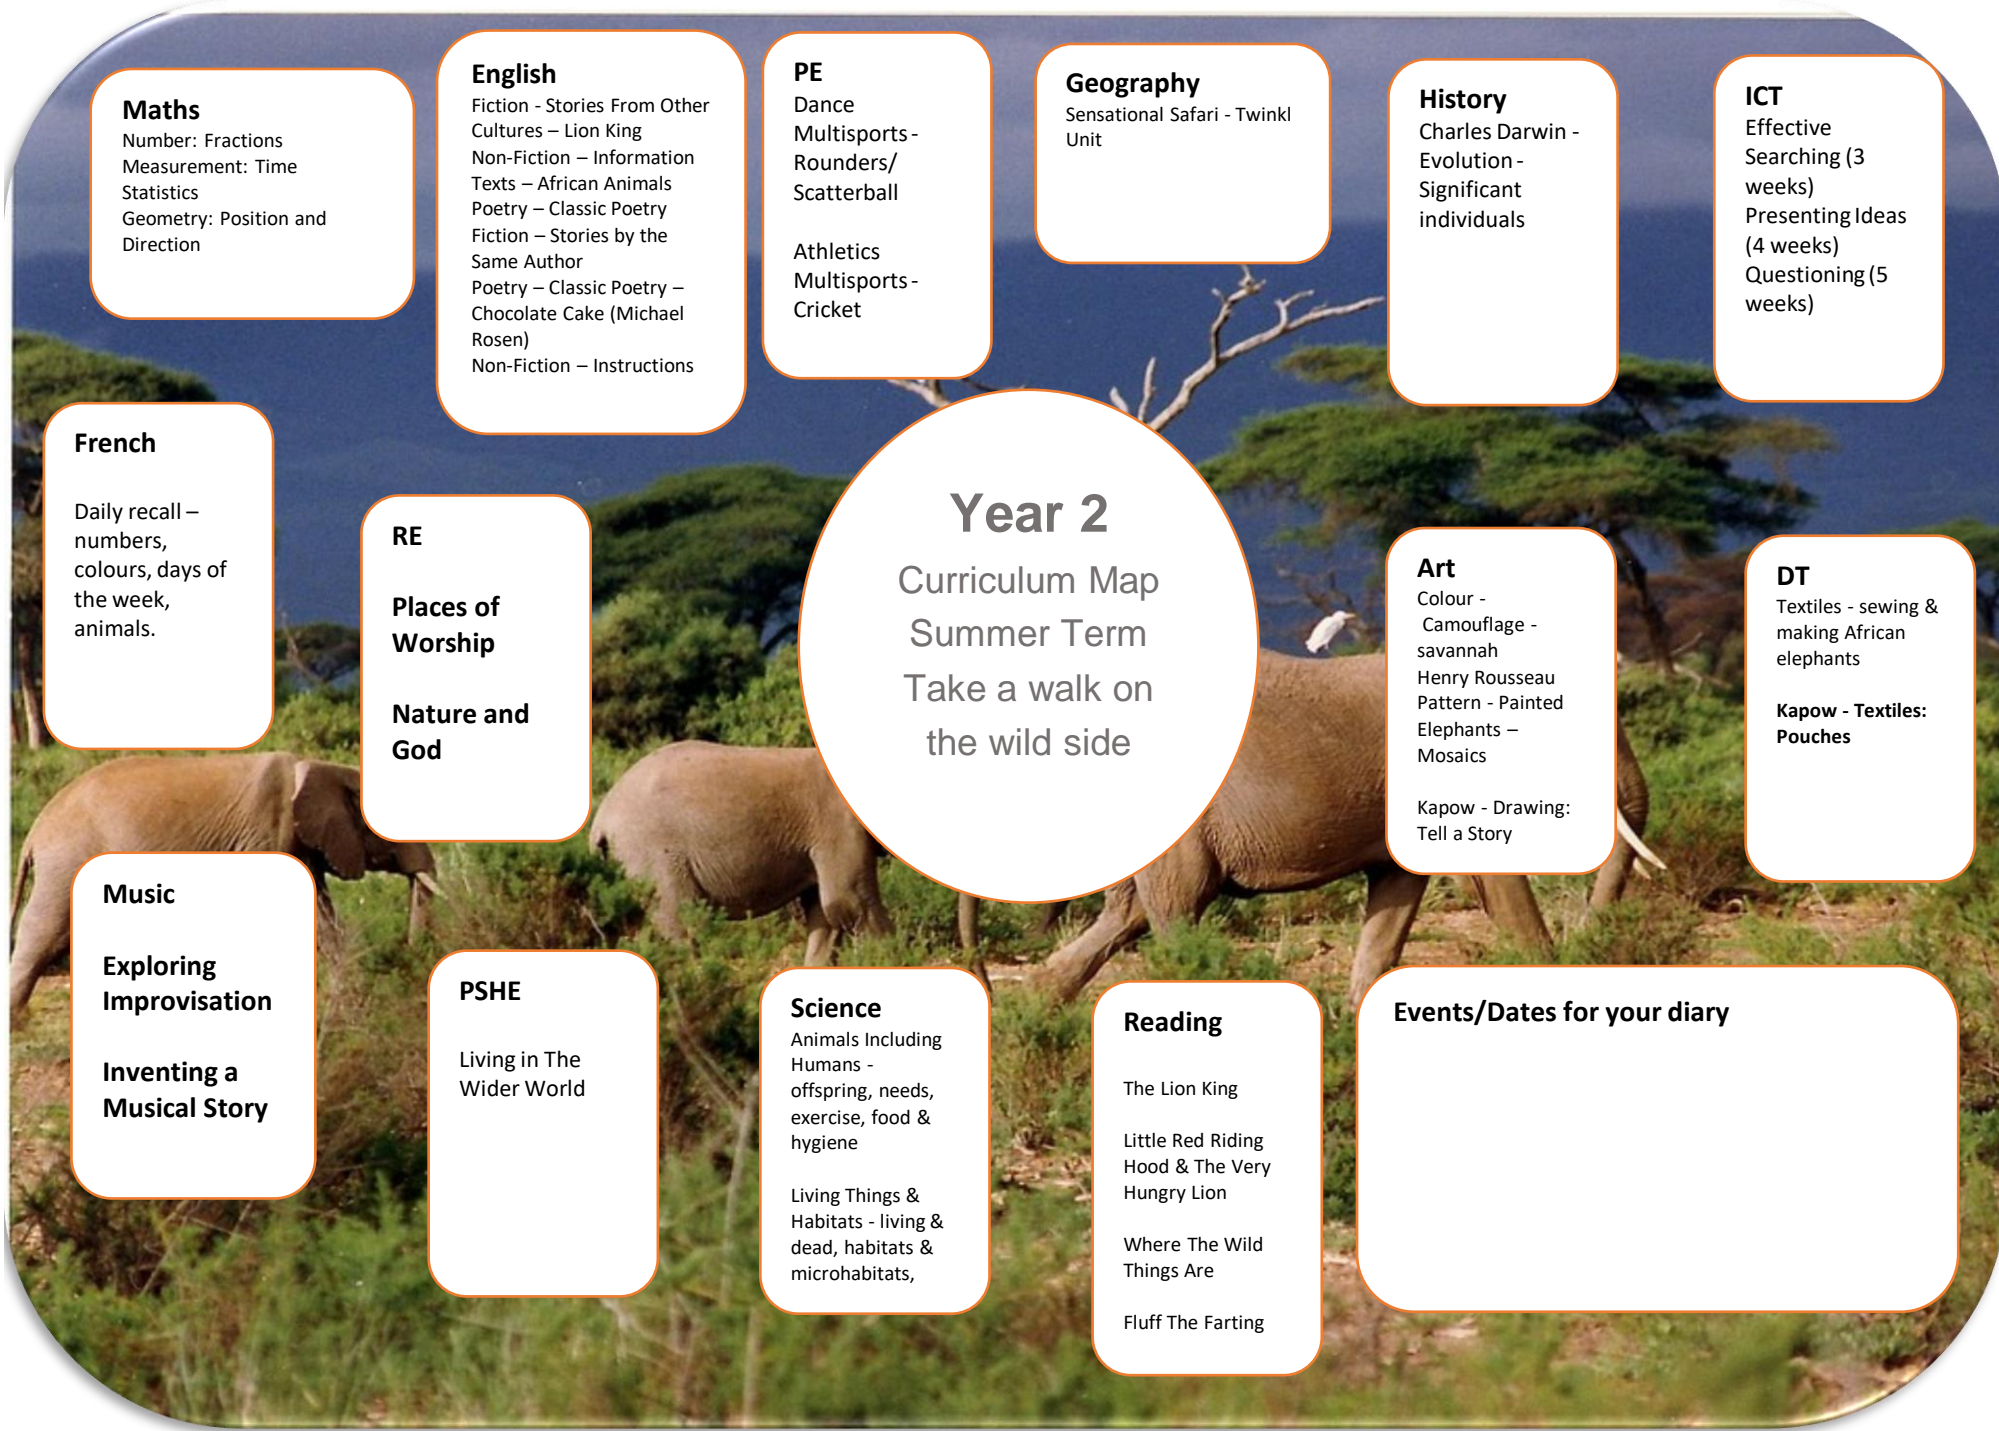 Maths
Number: Fractions
Measurement: Time
Statistics
Geometry: Position and
Direction
English
Fiction - Stories From Other
Cultures – Lion King
Non-Fiction – Information
Texts – African Animals
Poetry – Classic Poetry
Fiction – Stories by the
Same Author
Poetry – Classic Poetry –
Chocolate Cake (Michael
Rosen)
Non-Fiction – Instructions
PE
Dance
Multisports -
Rounders/
Scatterball
Athletics
Multisports -
Cricket
Geography
Sensational Safari - Twinkl
Unit
History
Charles Darwin -
Evolution -
Significant
individuals
ICT
Effective
Searching (3
weeks)
Presenting Ideas
(4 weeks)
Questioning (5
weeks)
French
Daily recall –
numbers,
colours, days of
the week,
animals.
RE
Places of
Worship
Nature and
God
Year 2
Curriculum Map
Summer Term
Take a walk on
the wild side
Art
Colour -
Camouflage -
savannah
Henry Rousseau
Pattern - Painted
Elephants –
Mosaics
Kapow - Drawing:
Tell a Story
DT
Textiles - sewing &
making African
elephants
Kapow - Textiles:
Pouches
Music
Exploring
Improvisation
Inventing a
Musical Story
PSHE
Living in The
Wider World
Science
Animals Including
Humans -
offspring, needs,
exercise, food &
hygiene
Living Things &
Habitats - living &
dead, habitats &
microhabitats,
Reading
The Lion King
Little Red Riding
Hood & The Very
Hungry Lion
Where The Wild
Things Are
Fluff The Farting
Events/Dates for your diary